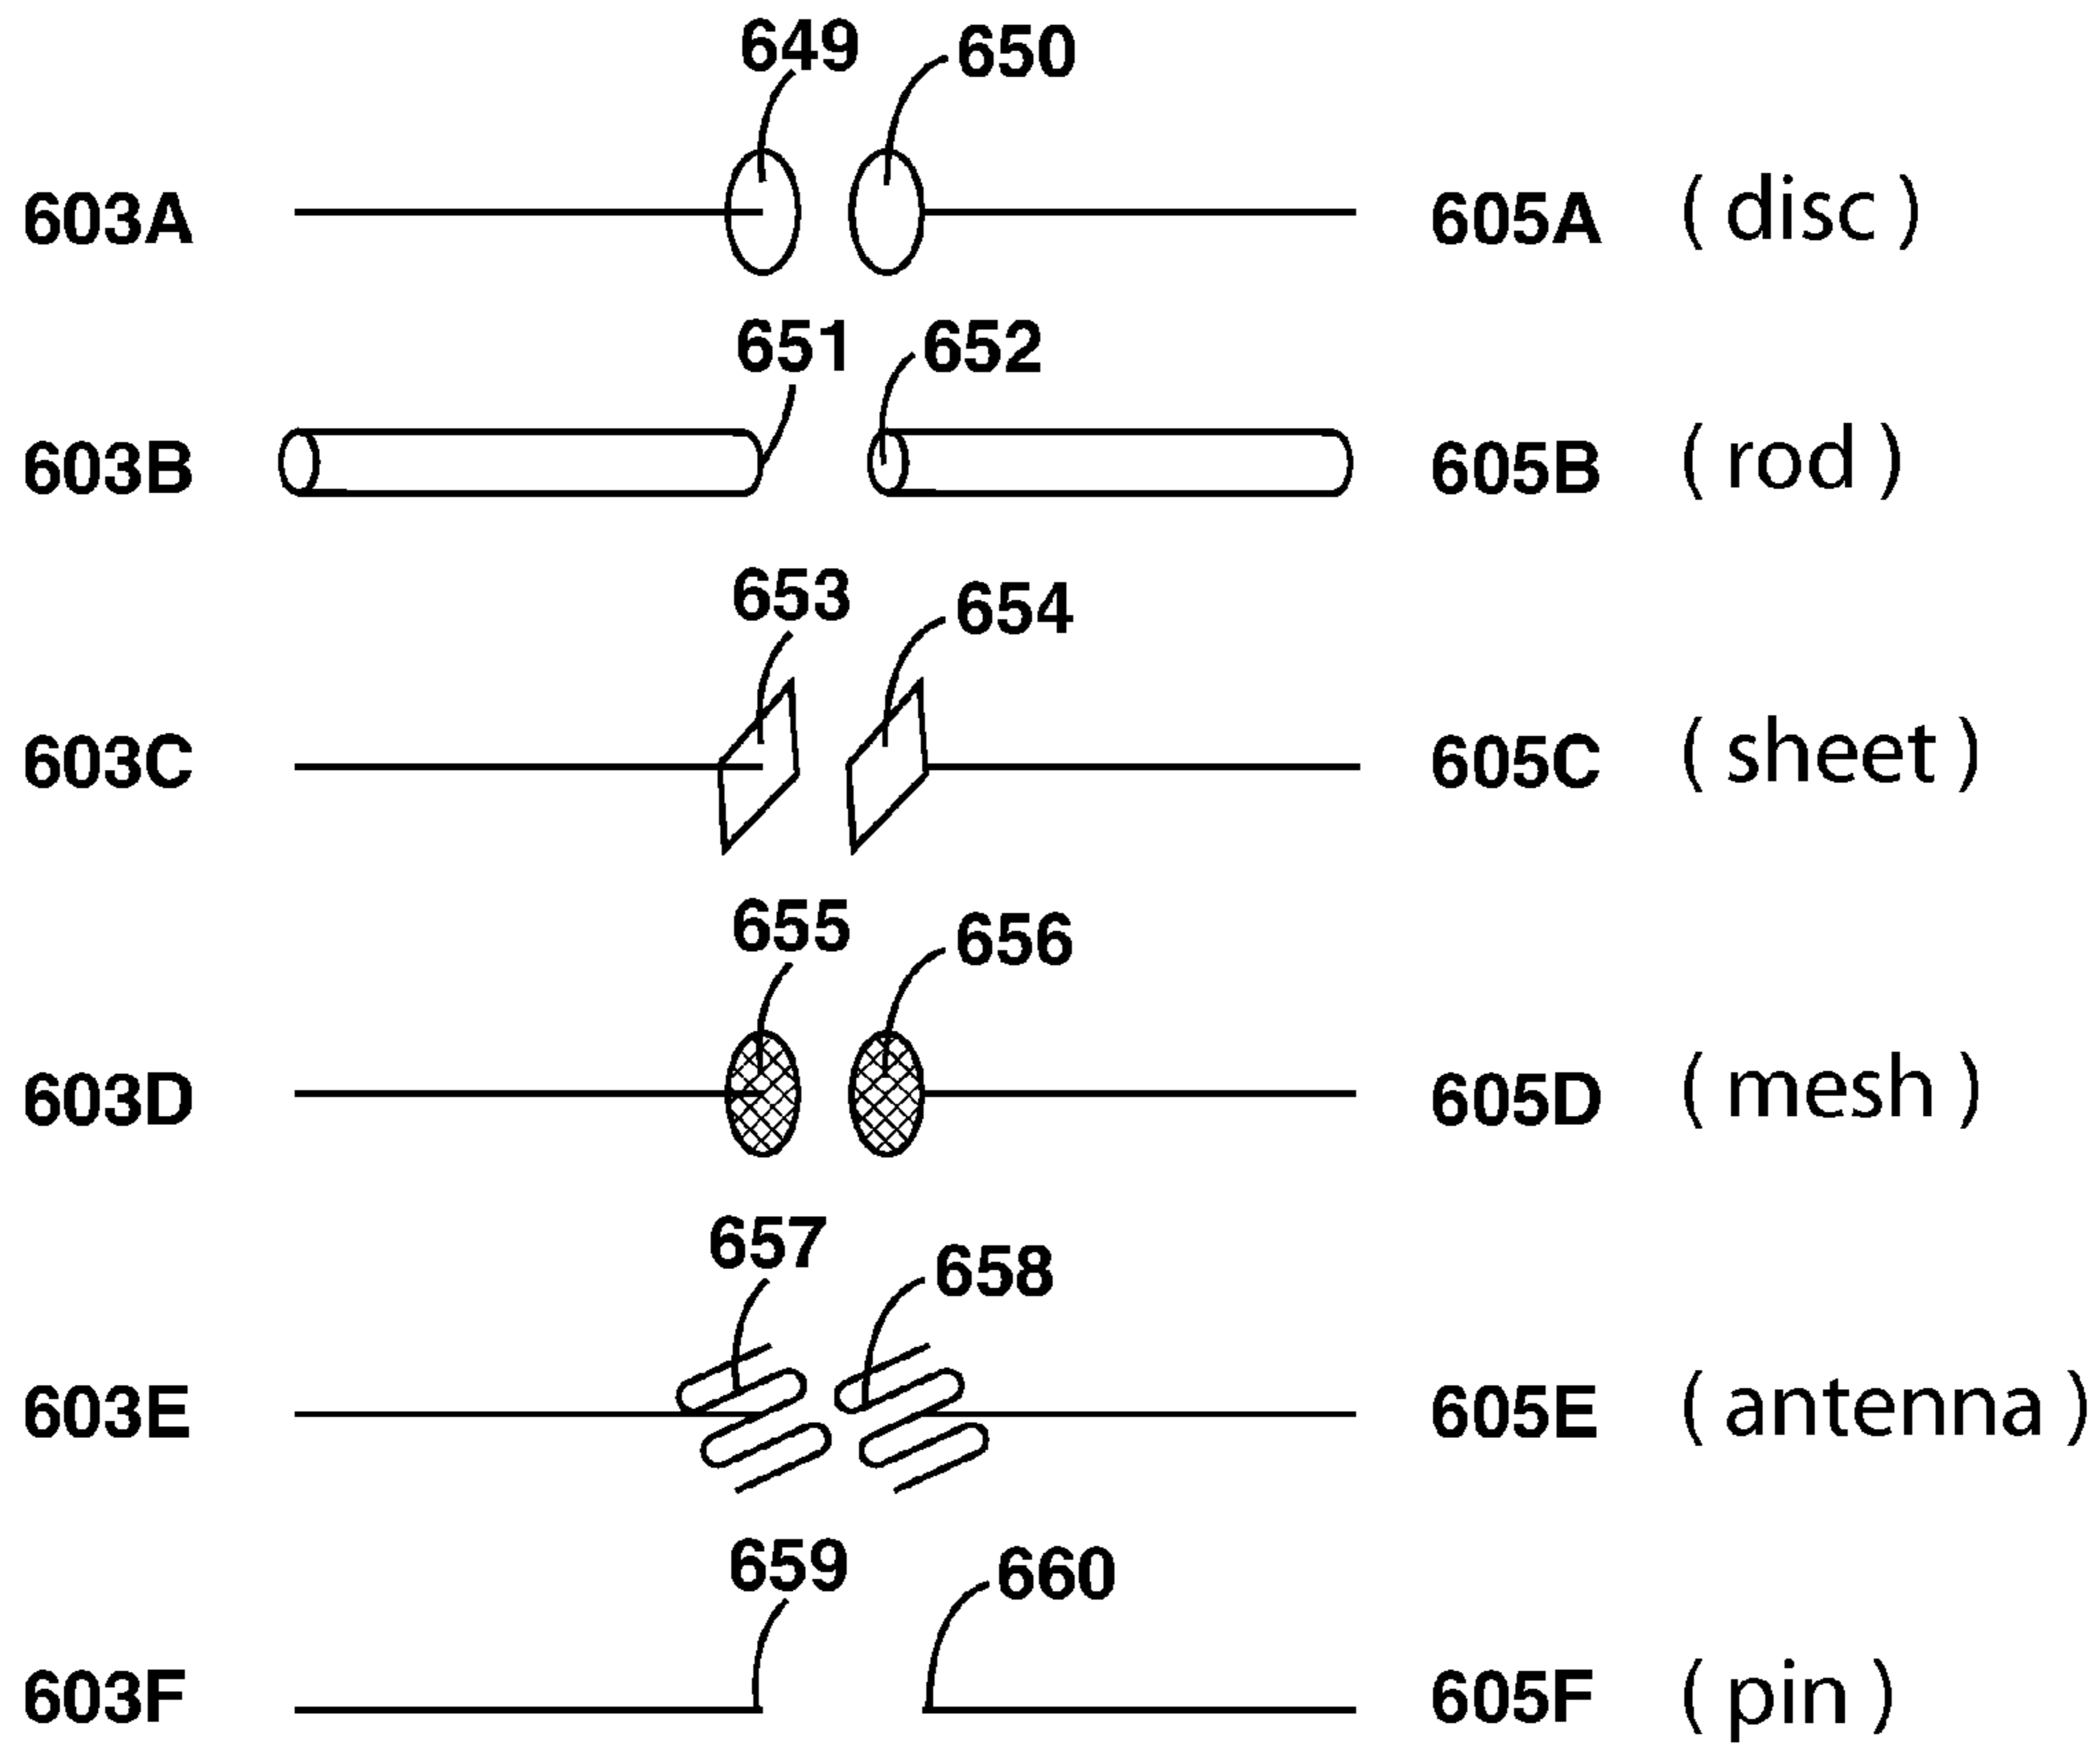 649 650
603A 605A ( disc )
651 652
603B 605B ( rod )
653 654
603C 605C ( sheet )
655 656
603D 605D ( mesh )
657 658
603E 605E ( antenna )
659 660
603F 605F ( pin )